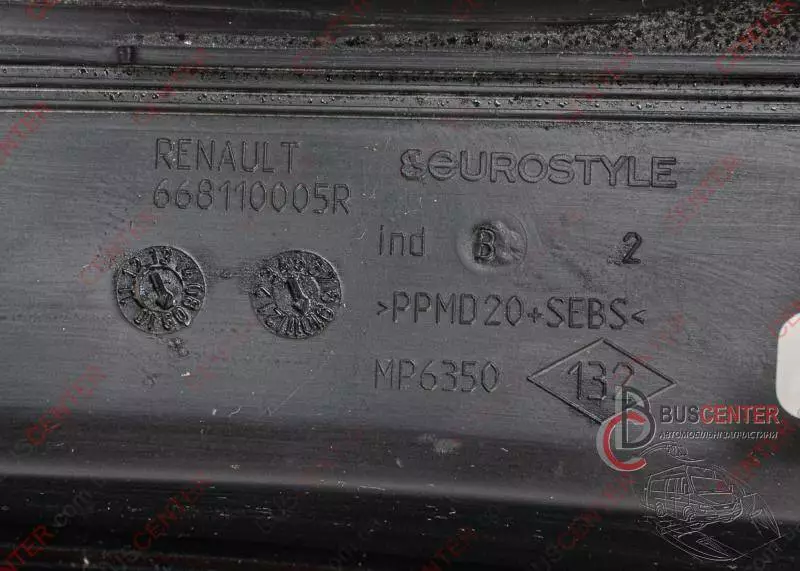 RENAULT
668110005R
EUROSTYLE
ind B 2
>PPMD20+SEBS<
MP6350
132
BUSCENTER
АВТОМОБІЛЬНІ ЗАПЧАСТИНИ